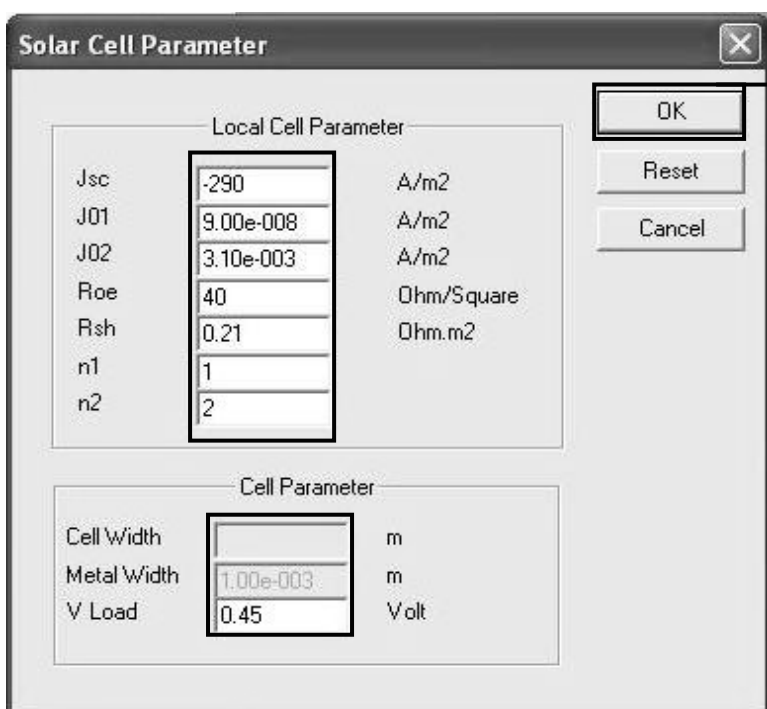 Solar Cell Parameter
OK
Reset
Cancel
Local Cell Parameter
Jsc -290 A/m2
J01 9.00e-008 A/m2
J02 3.10e-003 A/m2
Roe 40 Ohm/Square
Rsh 0.21 Ohm.m2
n1 1
n2 2
Cell Parameter
Cell Width m
Metal Width 1.00e-003 m
V Load 0.45 Volt